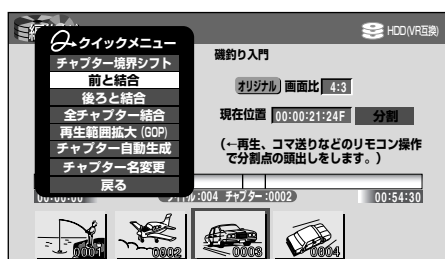 編
HDD(VR互換)
クイックメニュー
チャプター境界シフト
前と結合
後ろと結合
全チャプター結合
再生範囲拡大 (GOP)
チャプター自動生成
チャプター名変更
戻る
磯釣り入門
オリジナル 画面比 4:3
現在位置 00:00:21:24F 分割
(←再生、コマ送りなどのリモコン操作
で分割点の頭出しをします。)
00:00:00
:004 チャプター:0002
00:54:30
0001
0002
0003
0004